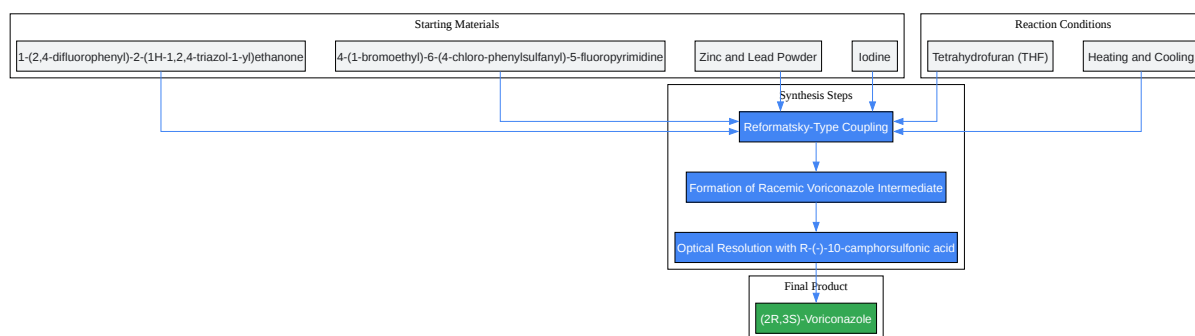 Starting Materials
Reaction Conditions
1-(2,4-difluorophenyl)-2-(1H-1,2,4-triazol-1-yl)ethanone
4-(1-bromoethyl)-6-(4-chloro-phenylsulfanyl)-5-fluoropyrimidine
Zinc and Lead Powder
Iodine
Tetrahydrofuran (THF)
Heating and Cooling
Synthesis Steps
Reformatsky-Type Coupling
Formation of Racemic Voriconazole Intermediate
Optical Resolution with R-(-)-10-camphorsulfonic acid
Final Product
(2R,3S)-Voriconazole